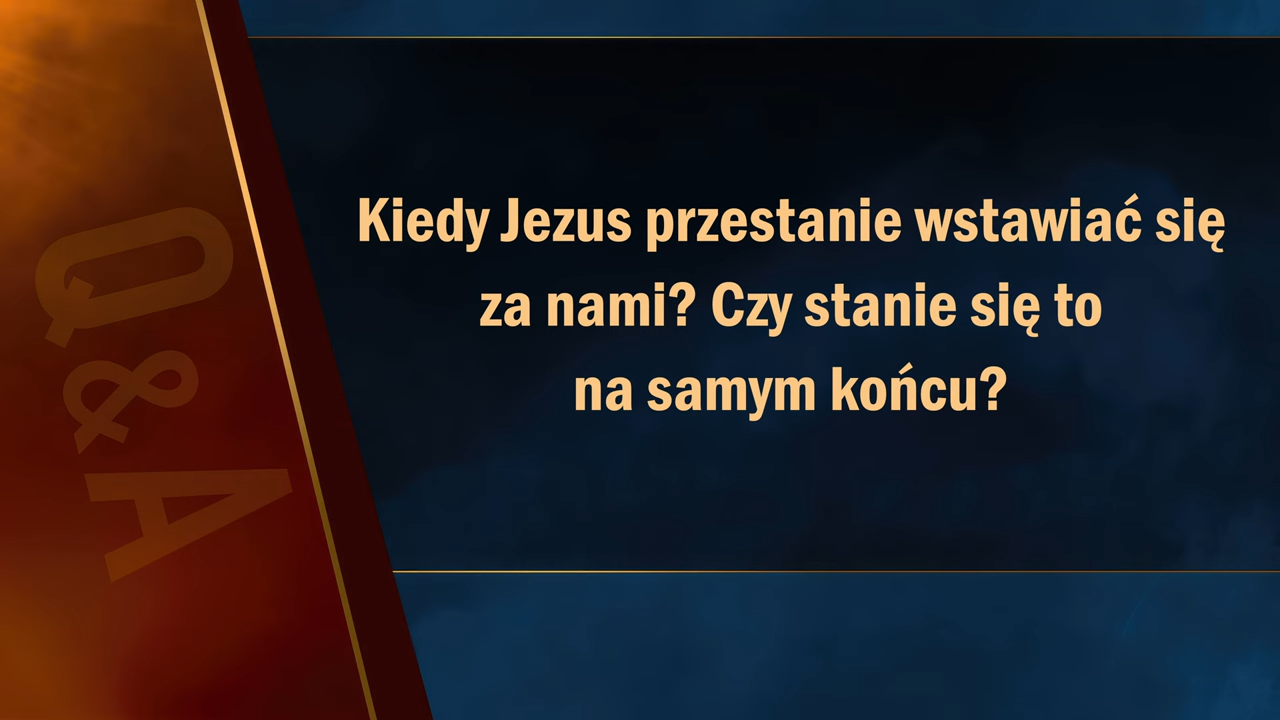 Kiedy Jezus przestanie wstawiać się
za nami? Czy stanie się to
na samym końcu?
Q&A